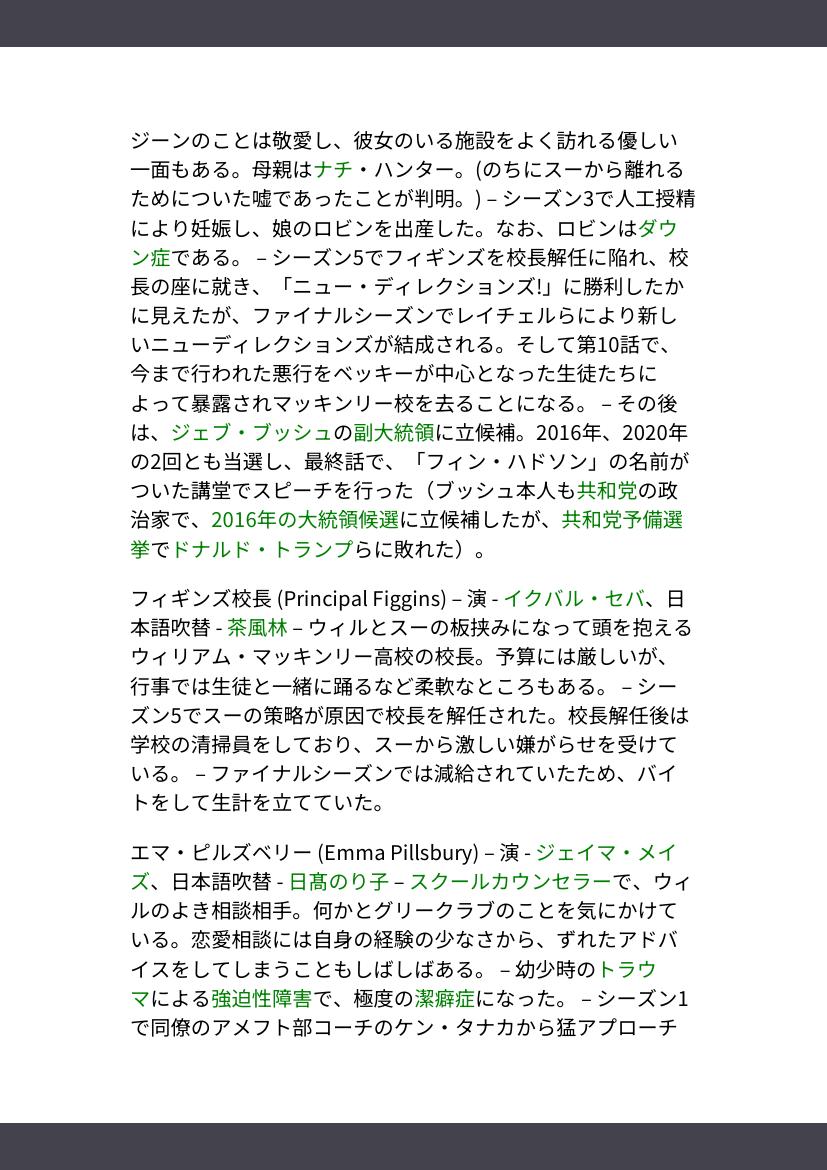 ジーンのことは敬愛し、彼女のいる施設をよく訪れる優しい
一面もある。母親はナチ・ハンター。(のちにスーから離れる
ためについた嘘であったことが判明。) – シーズン3で人工授精
により妊娠し、娘のロビンを出産した。なお、ロビンはダウ
ン症である。 – シーズン5でフィギンズを校長解任に陥れ、校
長の座に就き、「ニュー・ディレクションズ!」に勝利したか
に見えたが、ファイナルシーズンでレイチェルらにより新し
いニューディレクションズが結成される。そして第10話で、
今まで行われた悪行をベッキーが中心となった生徒たちに
よって暴露されマッキンリー校を去ることになる。 – その後
は、ジェブ・ブッシュの副大統領に立候補。2016年、2020年
の2回とも当選し、最終話で、「フィン・ハドソン」の名前が
ついた講堂でスピーチを行った（ブッシュ本人も共和党の政
治家で、2016年の大統領候選に立候補したが、共和党予備選
挙でドナルド・トランプらに敗れた）。
フィギンズ校長 (Principal Figgins) – 演 - イクバル・セバ、日
本語吹替 - 茶風林 – ウィルとスーの板挟みになって頭を抱える
ウィリアム・マッキンリー高校の校長。予算には厳しいが、
行事では生徒と一緒に踊るなど柔軟なところもある。 – シー
ズン5でスーの策略が原因で校長を解任された。校長解任後は
学校の清掃員をしており、スーから激しい嫌がらせを受けて
いる。 – ファイナルシーズンでは減給されていたため、バイ
トをして生計を立てていた。
エマ・ピルズベリー (Emma Pillsbury) – 演 - ジェイマ・メイ
ズ、日本語吹替 - 日髙のり子 – スクールカウンセラーで、ウィ
ルのよき相談相手。何かとグリークラブのことを気にかけて
いる。恋愛相談には自身の経験の少なさから、ずれたアドバ
イスをしてしまうこともしばしばある。 – 幼少時のトラウ
マによる強迫性障害で、極度の潔癖症になった。 – シーズン1
で同僚のアメフト部コーチのケン・タナカから猛アプローチ